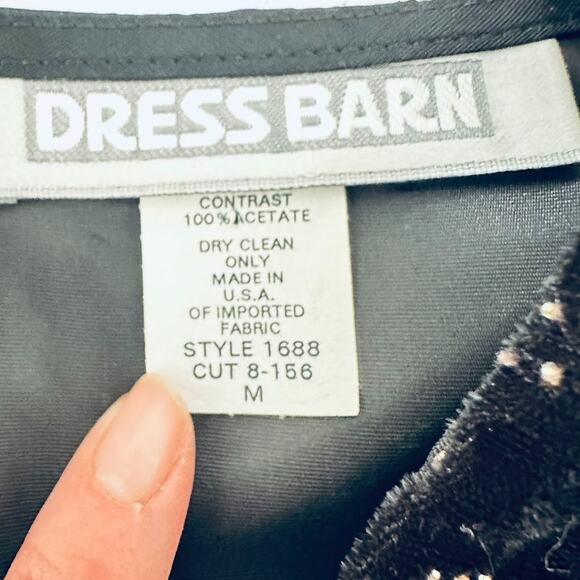 DRESS BARN
CONTRAST
100% ACETATE
DRY CLEAN
ONLY
MADE IN
U.S.A.
OF IMPORTED
FABRIC
STYLE 1688
CUT 8-156
M